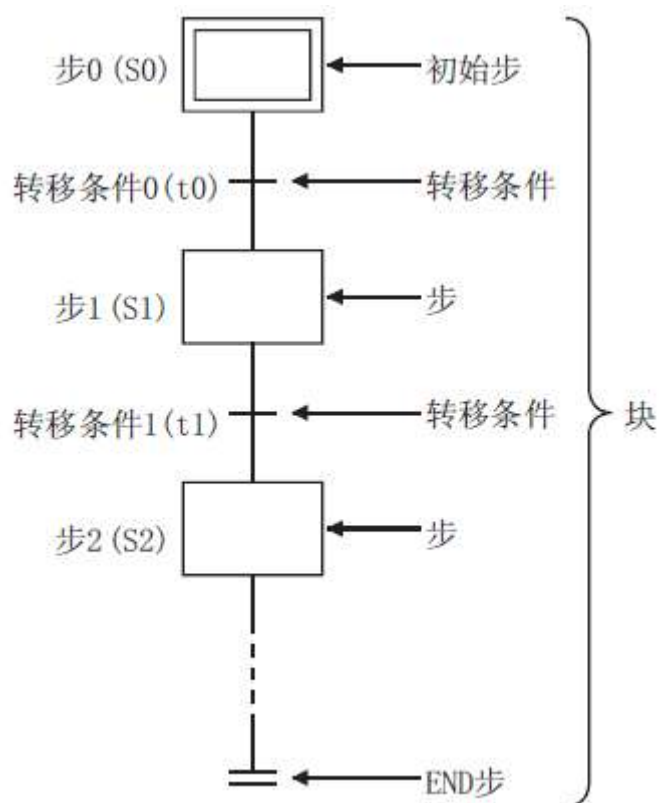 步0(S0)
初始步
转移条件0(t0)
转移条件
步1(S1)
步
转移条件1(t1)
转移条件
块
步2(S2)
步
END步